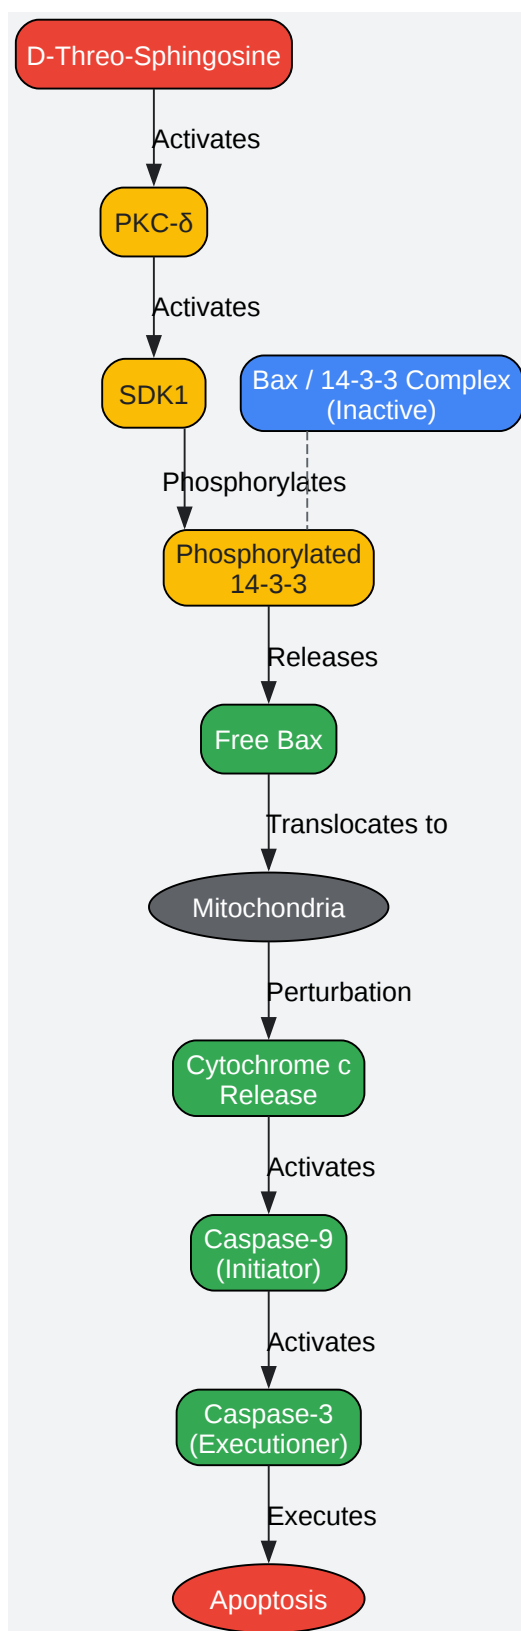 D-Threo-Sphingosine
Activates
PKC-δ
Activates
SDK1
Bax / 14-3-3 Complex
(Inactive)
Phosphorylates
Phosphorylated
14-3-3
Releases
Free Bax
Translocates to
Mitochondria
Perturbation
Cytochrome c
Release
Activates
Caspase-9
(Initiator)
Activates
Caspase-3
(Executioner)
Executes
Apoptosis